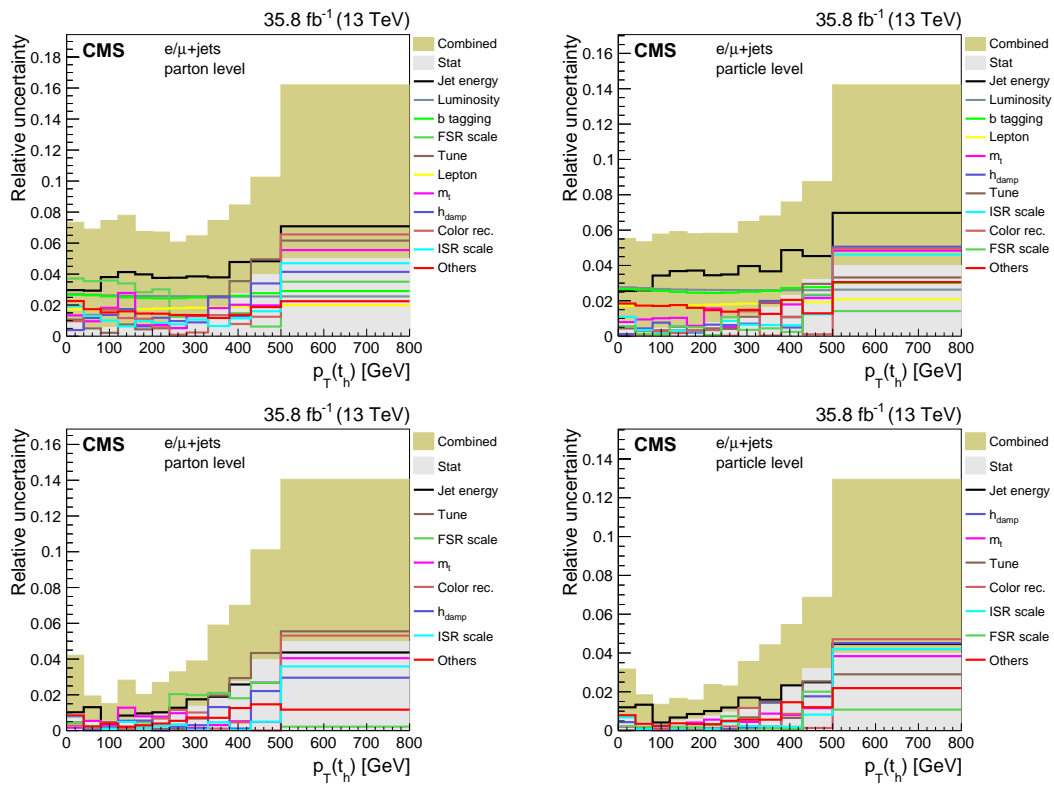 35.8 fb⁻¹ (13 TeV)
CMS
e/μ+jets
parton level
Relative uncertainty
0.18
0.16
0.14
0.12
0.1
0.08
0.06
0.04
0.02
0
0 100 200 300 400 500 600 700 800
p_T(t_h) [GeV]
Combined
Stat
Jet energy
Luminosity
b tagging
FSR scale
Tune
Lepton
m_t
h_damp
Color rec.
ISR scale
Others
35.8 fb⁻¹ (13 TeV)
CMS
e/μ+jets
particle level
Relative uncertainty
0.16
0.14
0.12
0.1
0.08
0.06
0.04
0.02
0
0 100 200 300 400 500 600 700 800
p_T(t_h) [GeV]
Combined
Stat
Jet energy
Luminosity
b tagging
Lepton
m_t
h_damp
Tune
ISR scale
Color rec.
FSR scale
Others
35.8 fb⁻¹ (13 TeV)
CMS
e/μ+jets
parton level
Relative uncertainty
0.16
0.14
0.12
0.1
0.08
0.06
0.04
0.02
0
0 100 200 300 400 500 600 700 800
p_T(t_h) [GeV]
Combined
Stat
Jet energy
Tune
FSR scale
m_t
Color rec.
h_damp
ISR scale
Others
35.8 fb⁻¹ (13 TeV)
CMS
e/μ+jets
particle level
Relative uncertainty
0.14
0.12
0.1
0.08
0.06
0.04
0.02
0
0 100 200 300 400 500 600 700 800
p_T(t_h) [GeV]
Combined
Stat
Jet energy
h_damp
m_t
Tune
Color rec.
ISR scale
FSR scale
Others